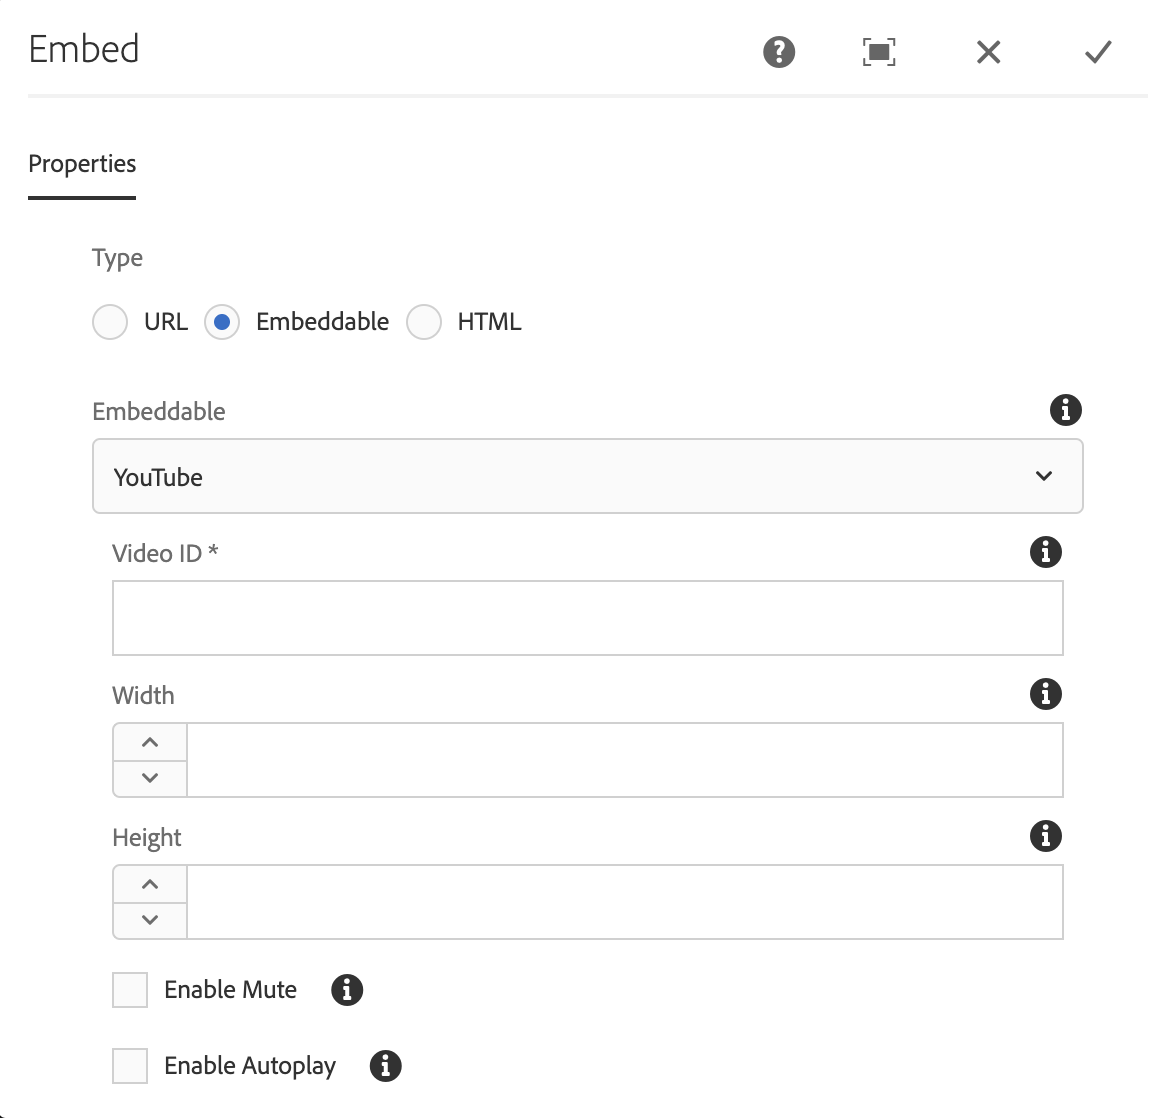 Embed
Properties
Type
URL Embeddable HTML
Embeddable
YouTube
Video ID *
Width
Height
Enable Mute
Enable Autoplay